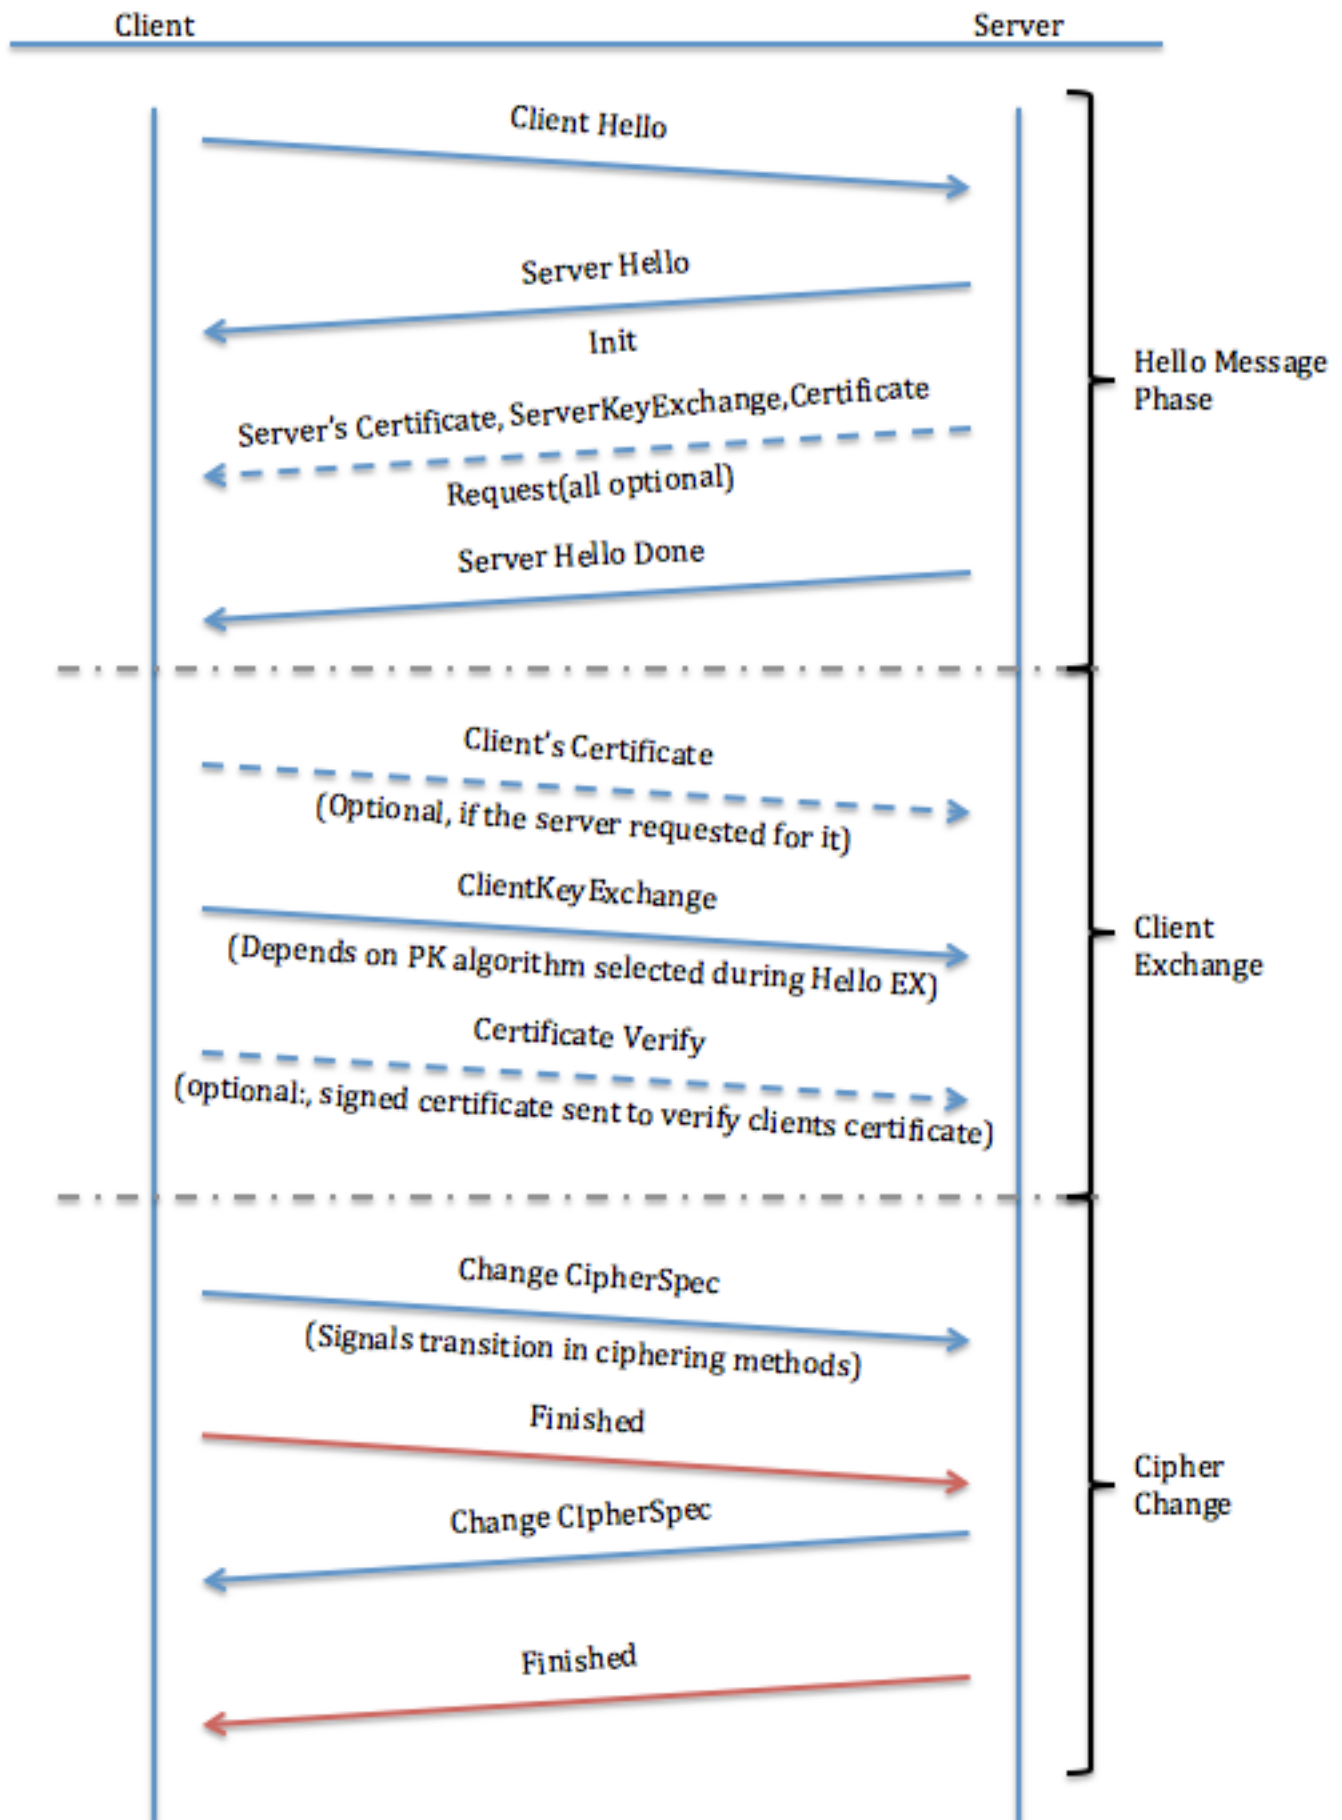 Client
Server
Client Hello
Server Hello
Init
Server's Certificate, ServerKeyExchange,Certificate
Request(all optional)
Server Hello Done
Hello Message
Phase
Client's Certificate
(Optional, if the server requested for it)
ClientKeyExchange
(Depends on PK algorithm selected during Hello EX)
Certificate Verify
(optional:, signed certificate sent to verify clients certificate)
Client
Exchange
Change CipherSpec
(Signals transition in ciphering methods)
Finished
Change CIpherSpec
Finished
Cipher
Change